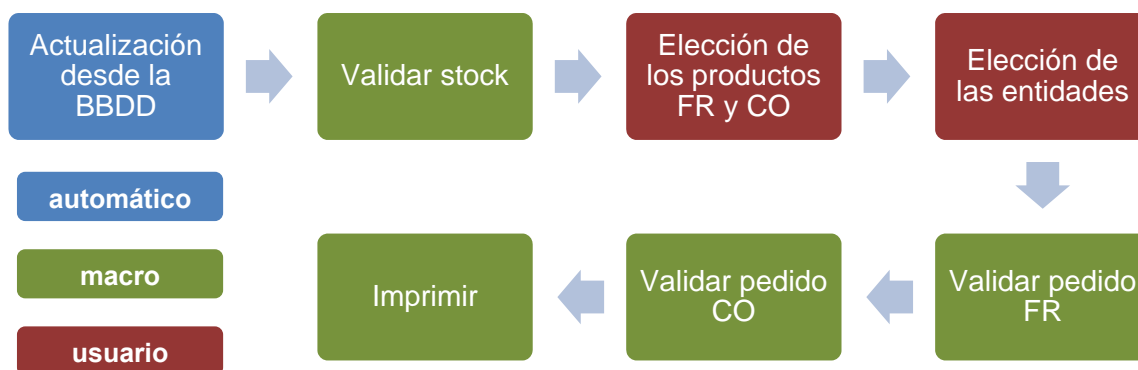 Actualización
desde la
BBDD
Validar stock
Elección de
los productos
FR y CO
Elección de
las entidades
automático
macro
usuario
Imprimir
Validar pedido
CO
Validar pedido
FR